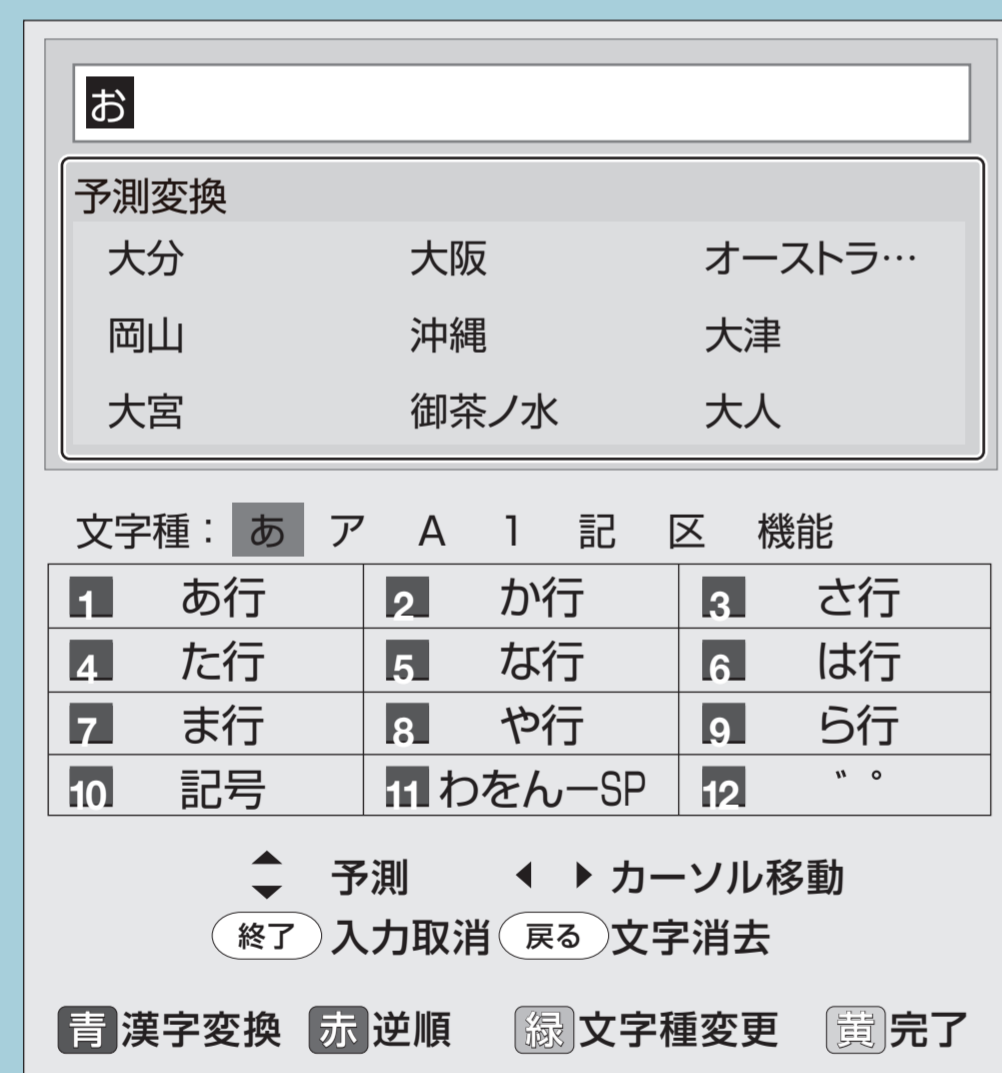 お
予測変換
大分 大阪 オーストラ…
岡山 沖縄 大津
大宮 御茶ノ水 大人
文字種： あ ア A 1 記 区 機能
1 あ行 2 か行 3 さ行
4 た行 5 な行 6 は行
7 ま行 8 や行 9 ら行
10 記号 11 わをんーSP 12 ゛゜
予測 カーソル移動
終了 入力取消 戻る 文字消去
青 漢字変換 赤 逆順 緑 文字種変更 黄 完了